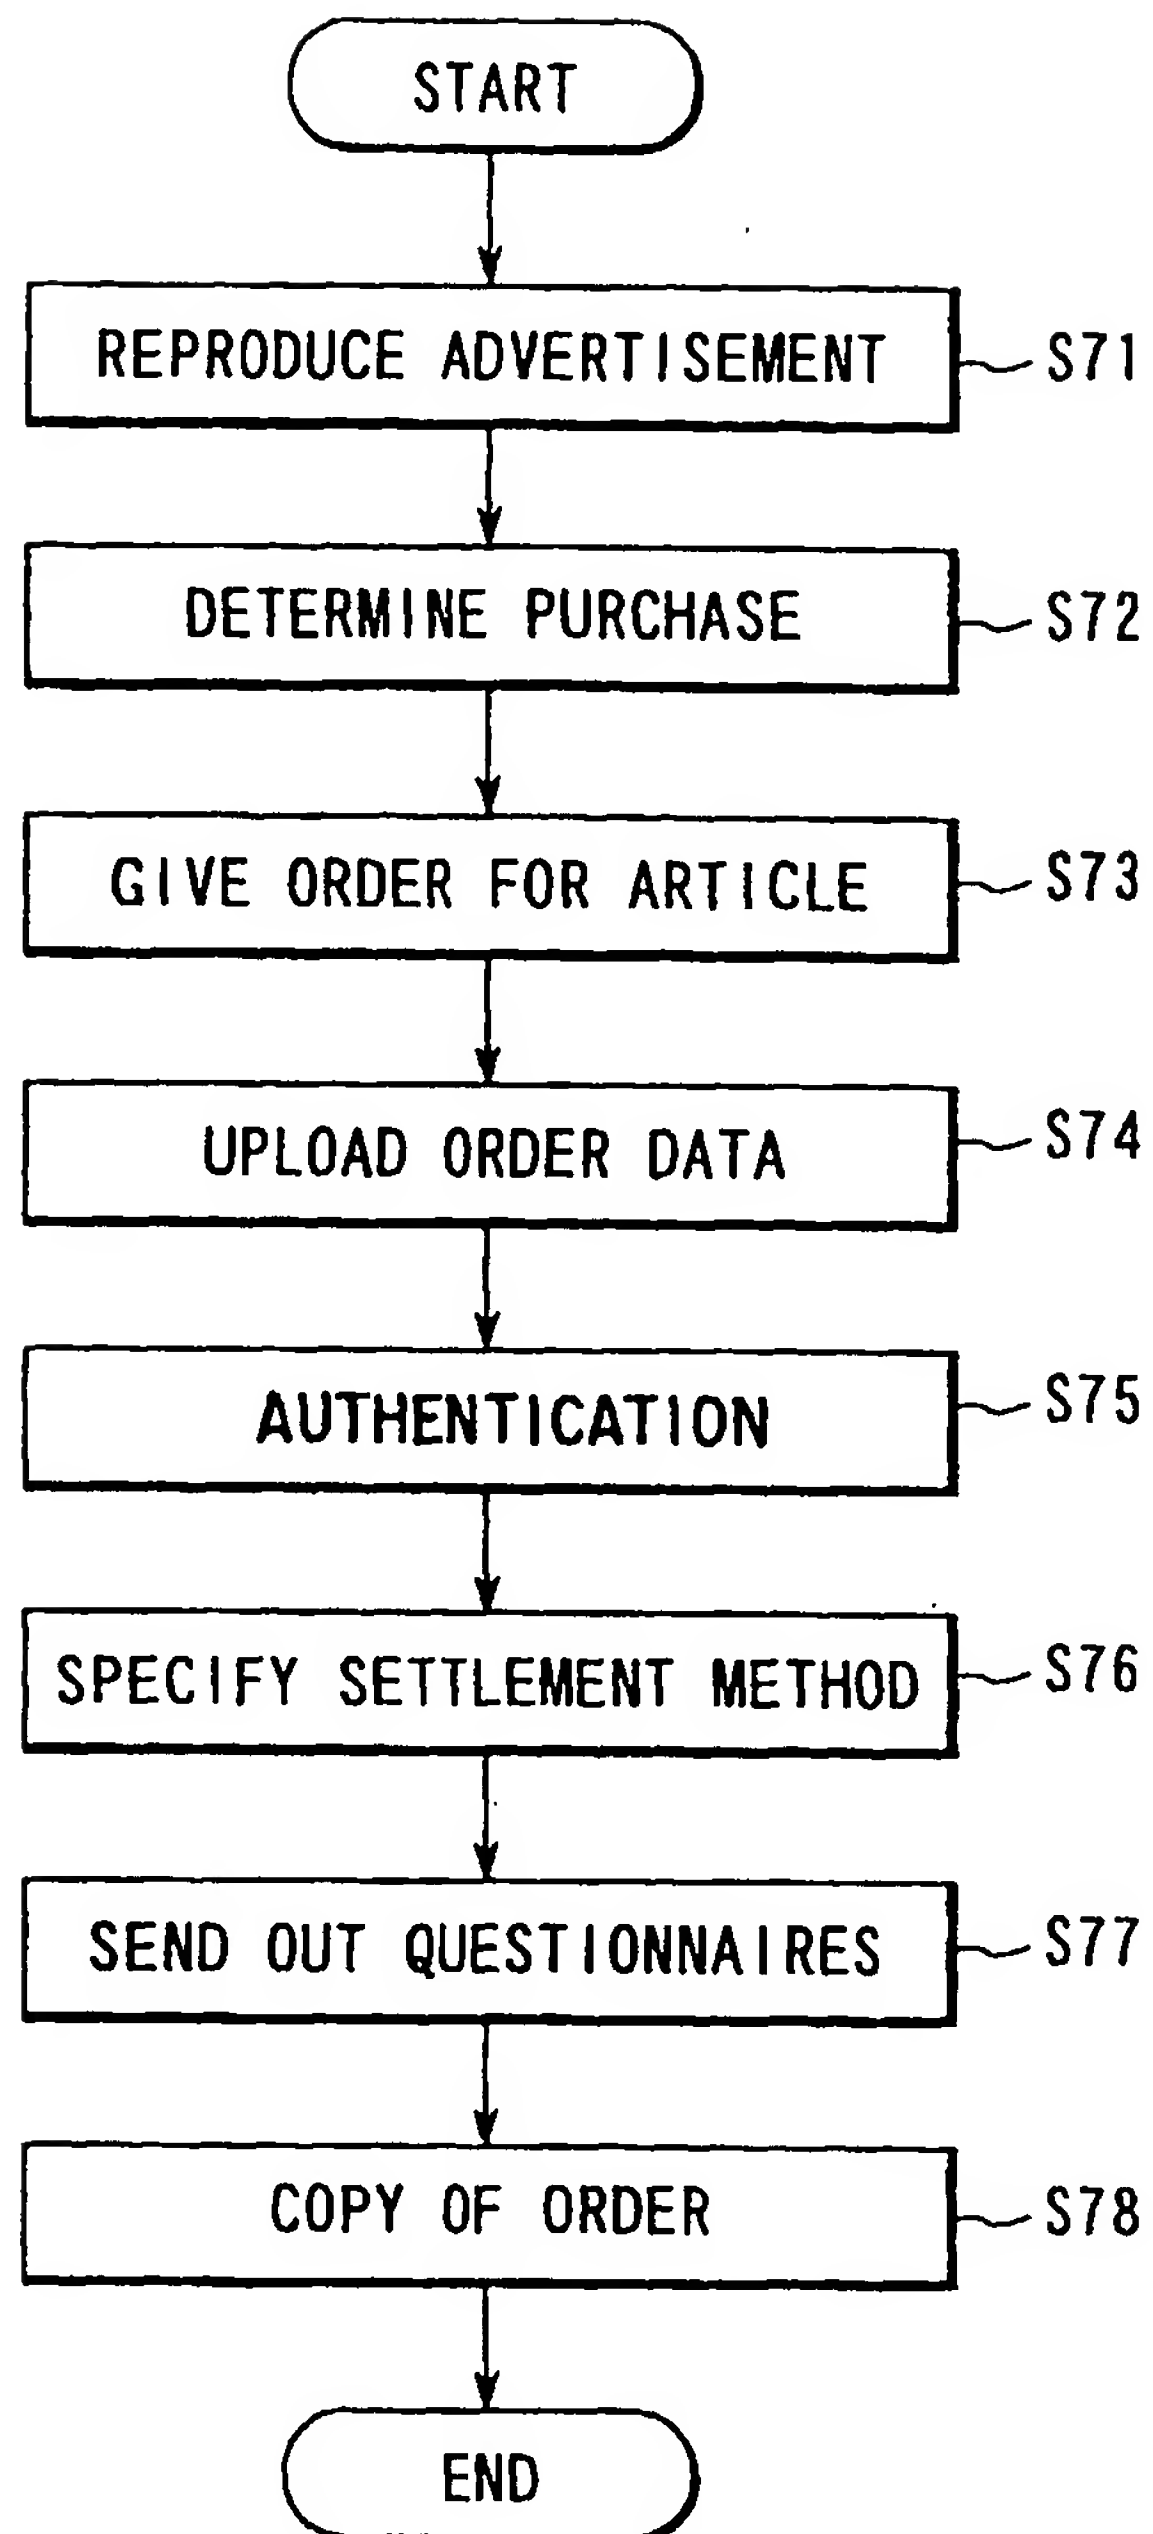 START
REPRODUCE ADVERTISEMENT S71
DETERMINE PURCHASE S72
GIVE ORDER FOR ARTICLE S73
UPLOAD ORDER DATA S74
AUTHENTICATION S75
SPECIFY SETTLEMENT METHOD S76
SEND OUT QUESTIONNAIRES S77
COPY OF ORDER S78
END